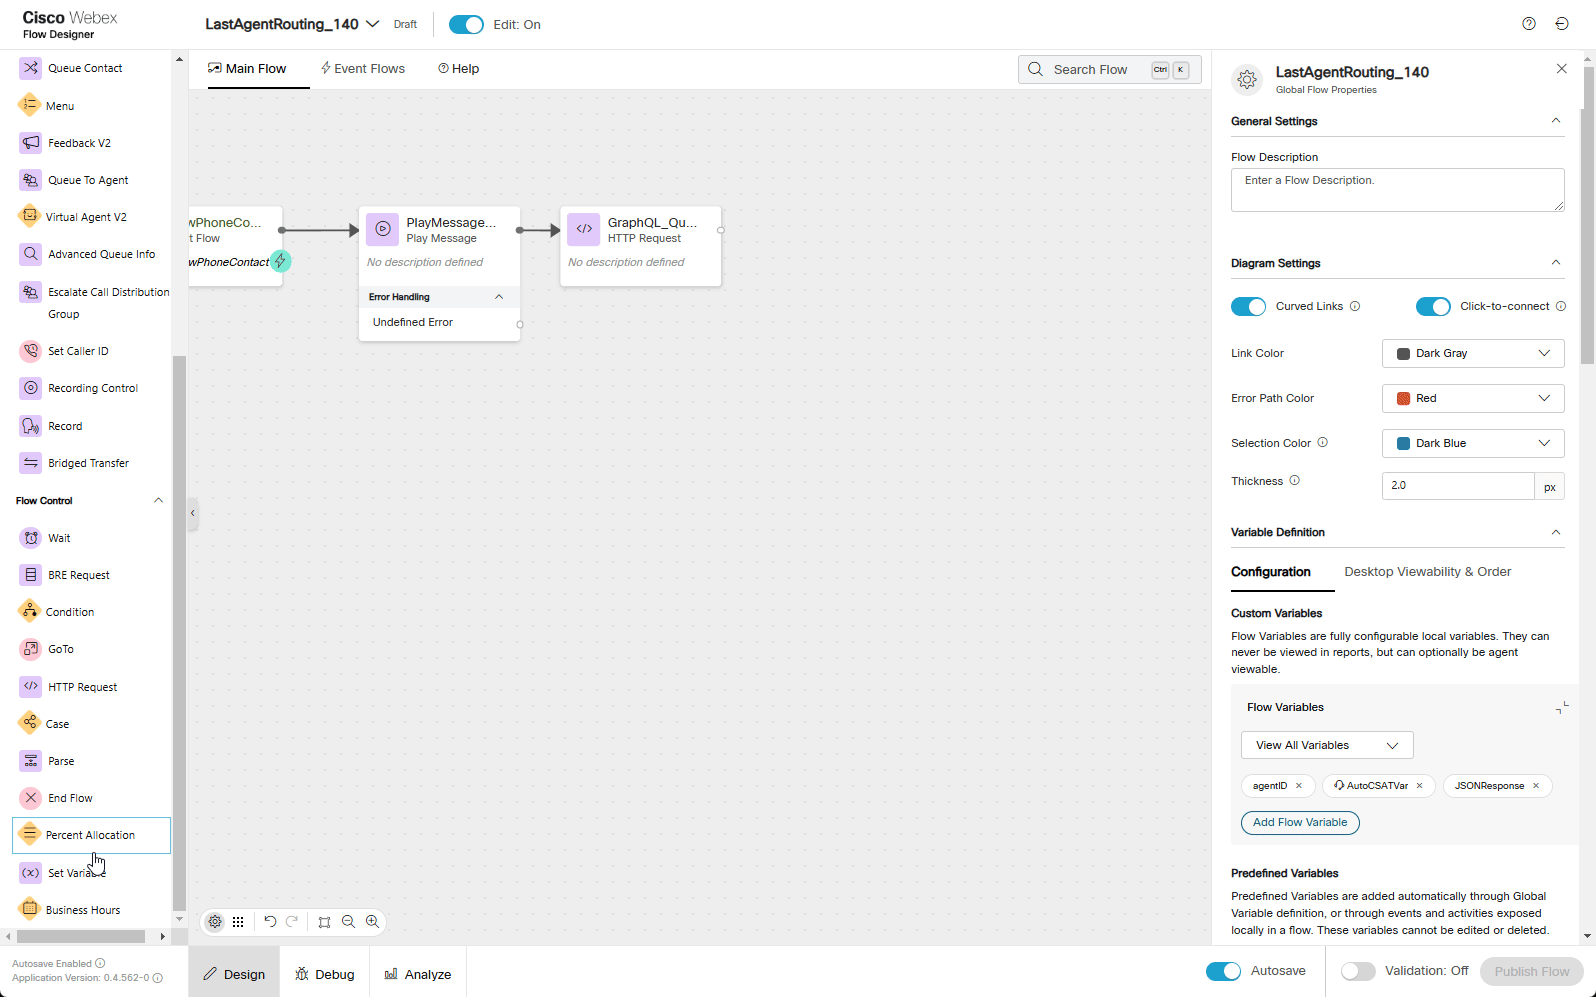 Cisco Webex
Flow Designer
LastAgentRouting_140
Draft
Edit: On
Queue Contact
Menu
Feedback V2
Queue To Agent
Virtual Agent V2
Advanced Queue Info
Escalate Call Distribution
Group
Set Caller ID
Recording Control
Record
Bridged Transfer
Flow Control
Wait
BRE Request
Condition
GoTo
HTTP Request
Case
Parse
End Flow
Percent Allocation
Set Variable
Business Hours
Autosave Enabled
Application Version: 0.4.562-0
Main Flow
Event Flows
Help
Search Flow
Ctrl
K
wPhoneCo...
t Flow
wPhoneContact
PlayMessage...
Play Message
No description defined
Error Handling
Undefined Error
GraphQL_Qu...
HTTP Request
No description defined
Design
Debug
Analyze
LastAgentRouting_140
Global Flow Properties
General Settings
Flow Description
Enter a Flow Description.
Diagram Settings
Curved Links
Click-to-connect
Link Color
Dark Gray
Error Path Color
Red
Selection Color
Dark Blue
Thickness
2.0
px
Variable Definition
Configuration
Desktop Viewability & Order
Custom Variables
Flow Variables are fully configurable local variables. They can
never be viewed in reports, but can optionally be agent
viewable.
Flow Variables
View All Variables
agentID
AutoCSATVar
JSONResponse
Add Flow Variable
Predefined Variables
Predefined Variables are added automatically through Global
Variable definition, or through events and activities exposed
locally in a flow. These variables cannot be edited or deleted.
Autosave
Validation: Off
Publish Flow